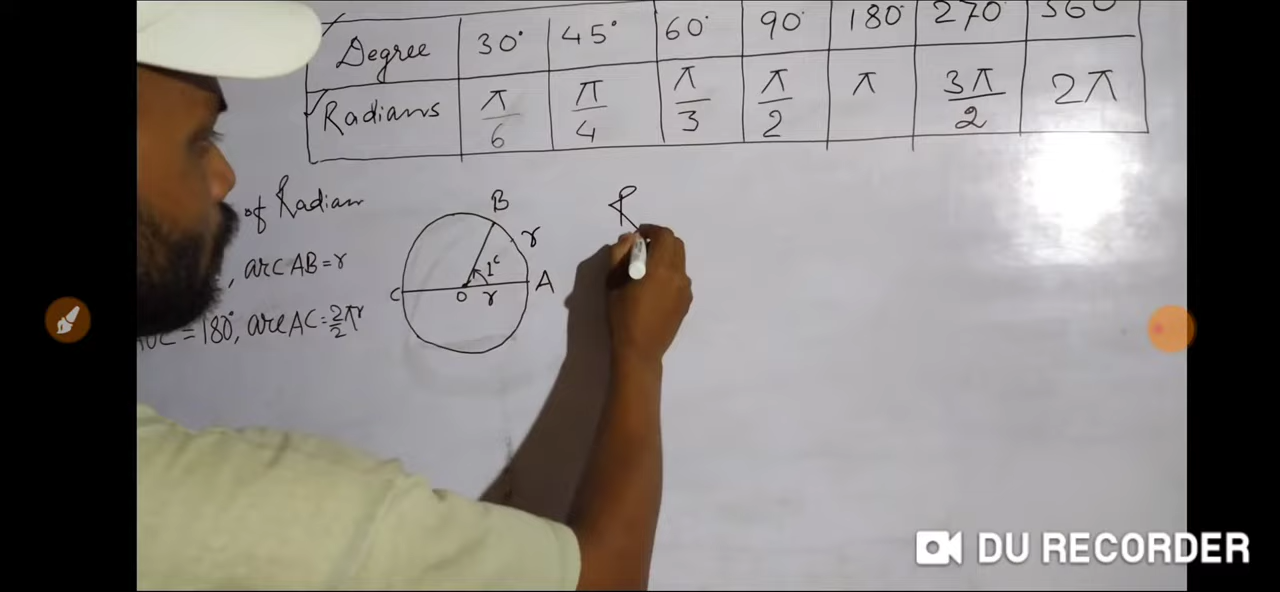 Degree 30° 45° 60° 90° 180° 270° 360
Radians π/6 π/4 π/3 π/2 π 3π/2 2π
of Radian
, arc AB = r
= 180°, arc AC = 2/2 πr
B
r
1ᶜ
C O r A
R
DU RECORDER